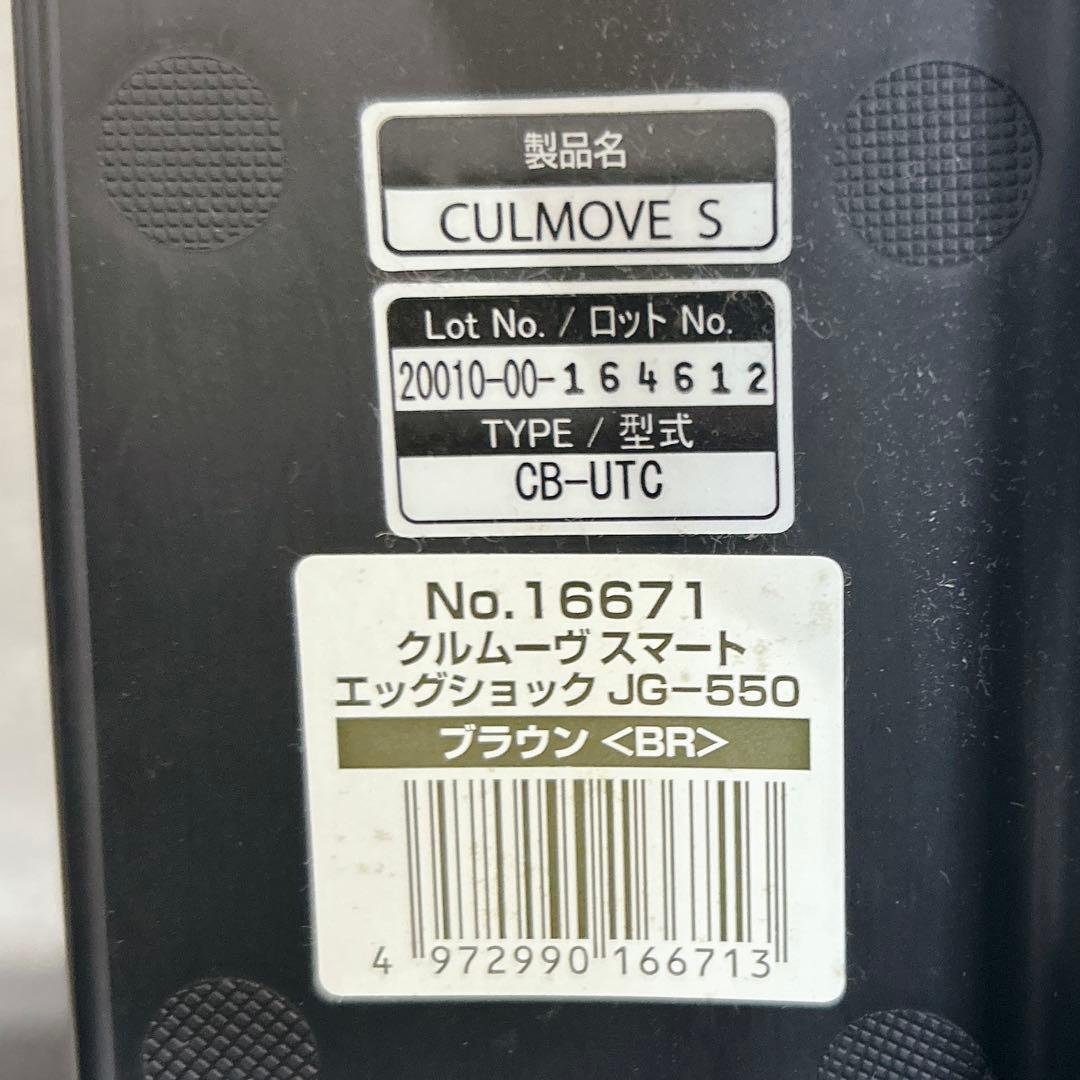 製品名
CULMOVE S
Lot No. / ロット No.
20010-00-164612
TYPE / 型式
CB-UTC
No.16671
クルムーヴ スマート
エッグショック JG-550
ブラウン <BR>
4 972990 166713